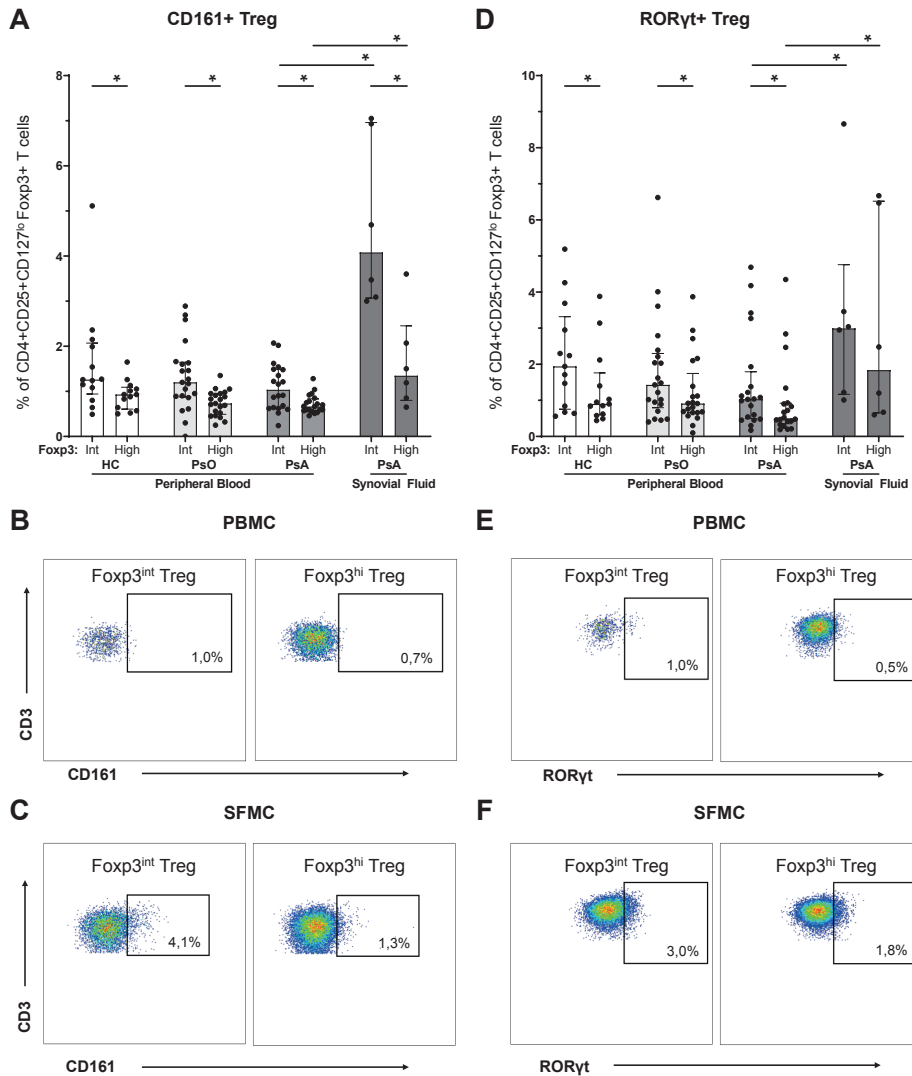 A
CD161+ Treg
% of CD4+CD25+CD127lo Foxp3+ T cells
8
6
4
2
0
* * * * * *
Foxp3: Int High Int High Int High Int High
HC PsO PsA PsA
Peripheral Blood Synovial Fluid
D
RORγt+ Treg
% of CD4+CD25+CD127lo Foxp3+ T cells
10
8
6
4
2
0
* * * * *
Foxp3: Int High Int High Int High Int High
HC PsO PsA PsA
Peripheral Blood Synovial Fluid
B
PBMC
Foxp3int Treg Foxp3hi Treg
1,0% 0,7%
CD3
CD161
E
PBMC
Foxp3int Treg Foxp3hi Treg
1,0% 0,5%
RORγt
C
SFMC
Foxp3int Treg Foxp3hi Treg
4,1% 1,3%
CD3
CD161
F
SFMC
Foxp3int Treg Foxp3hi Treg
3,0% 1,8%
RORγt